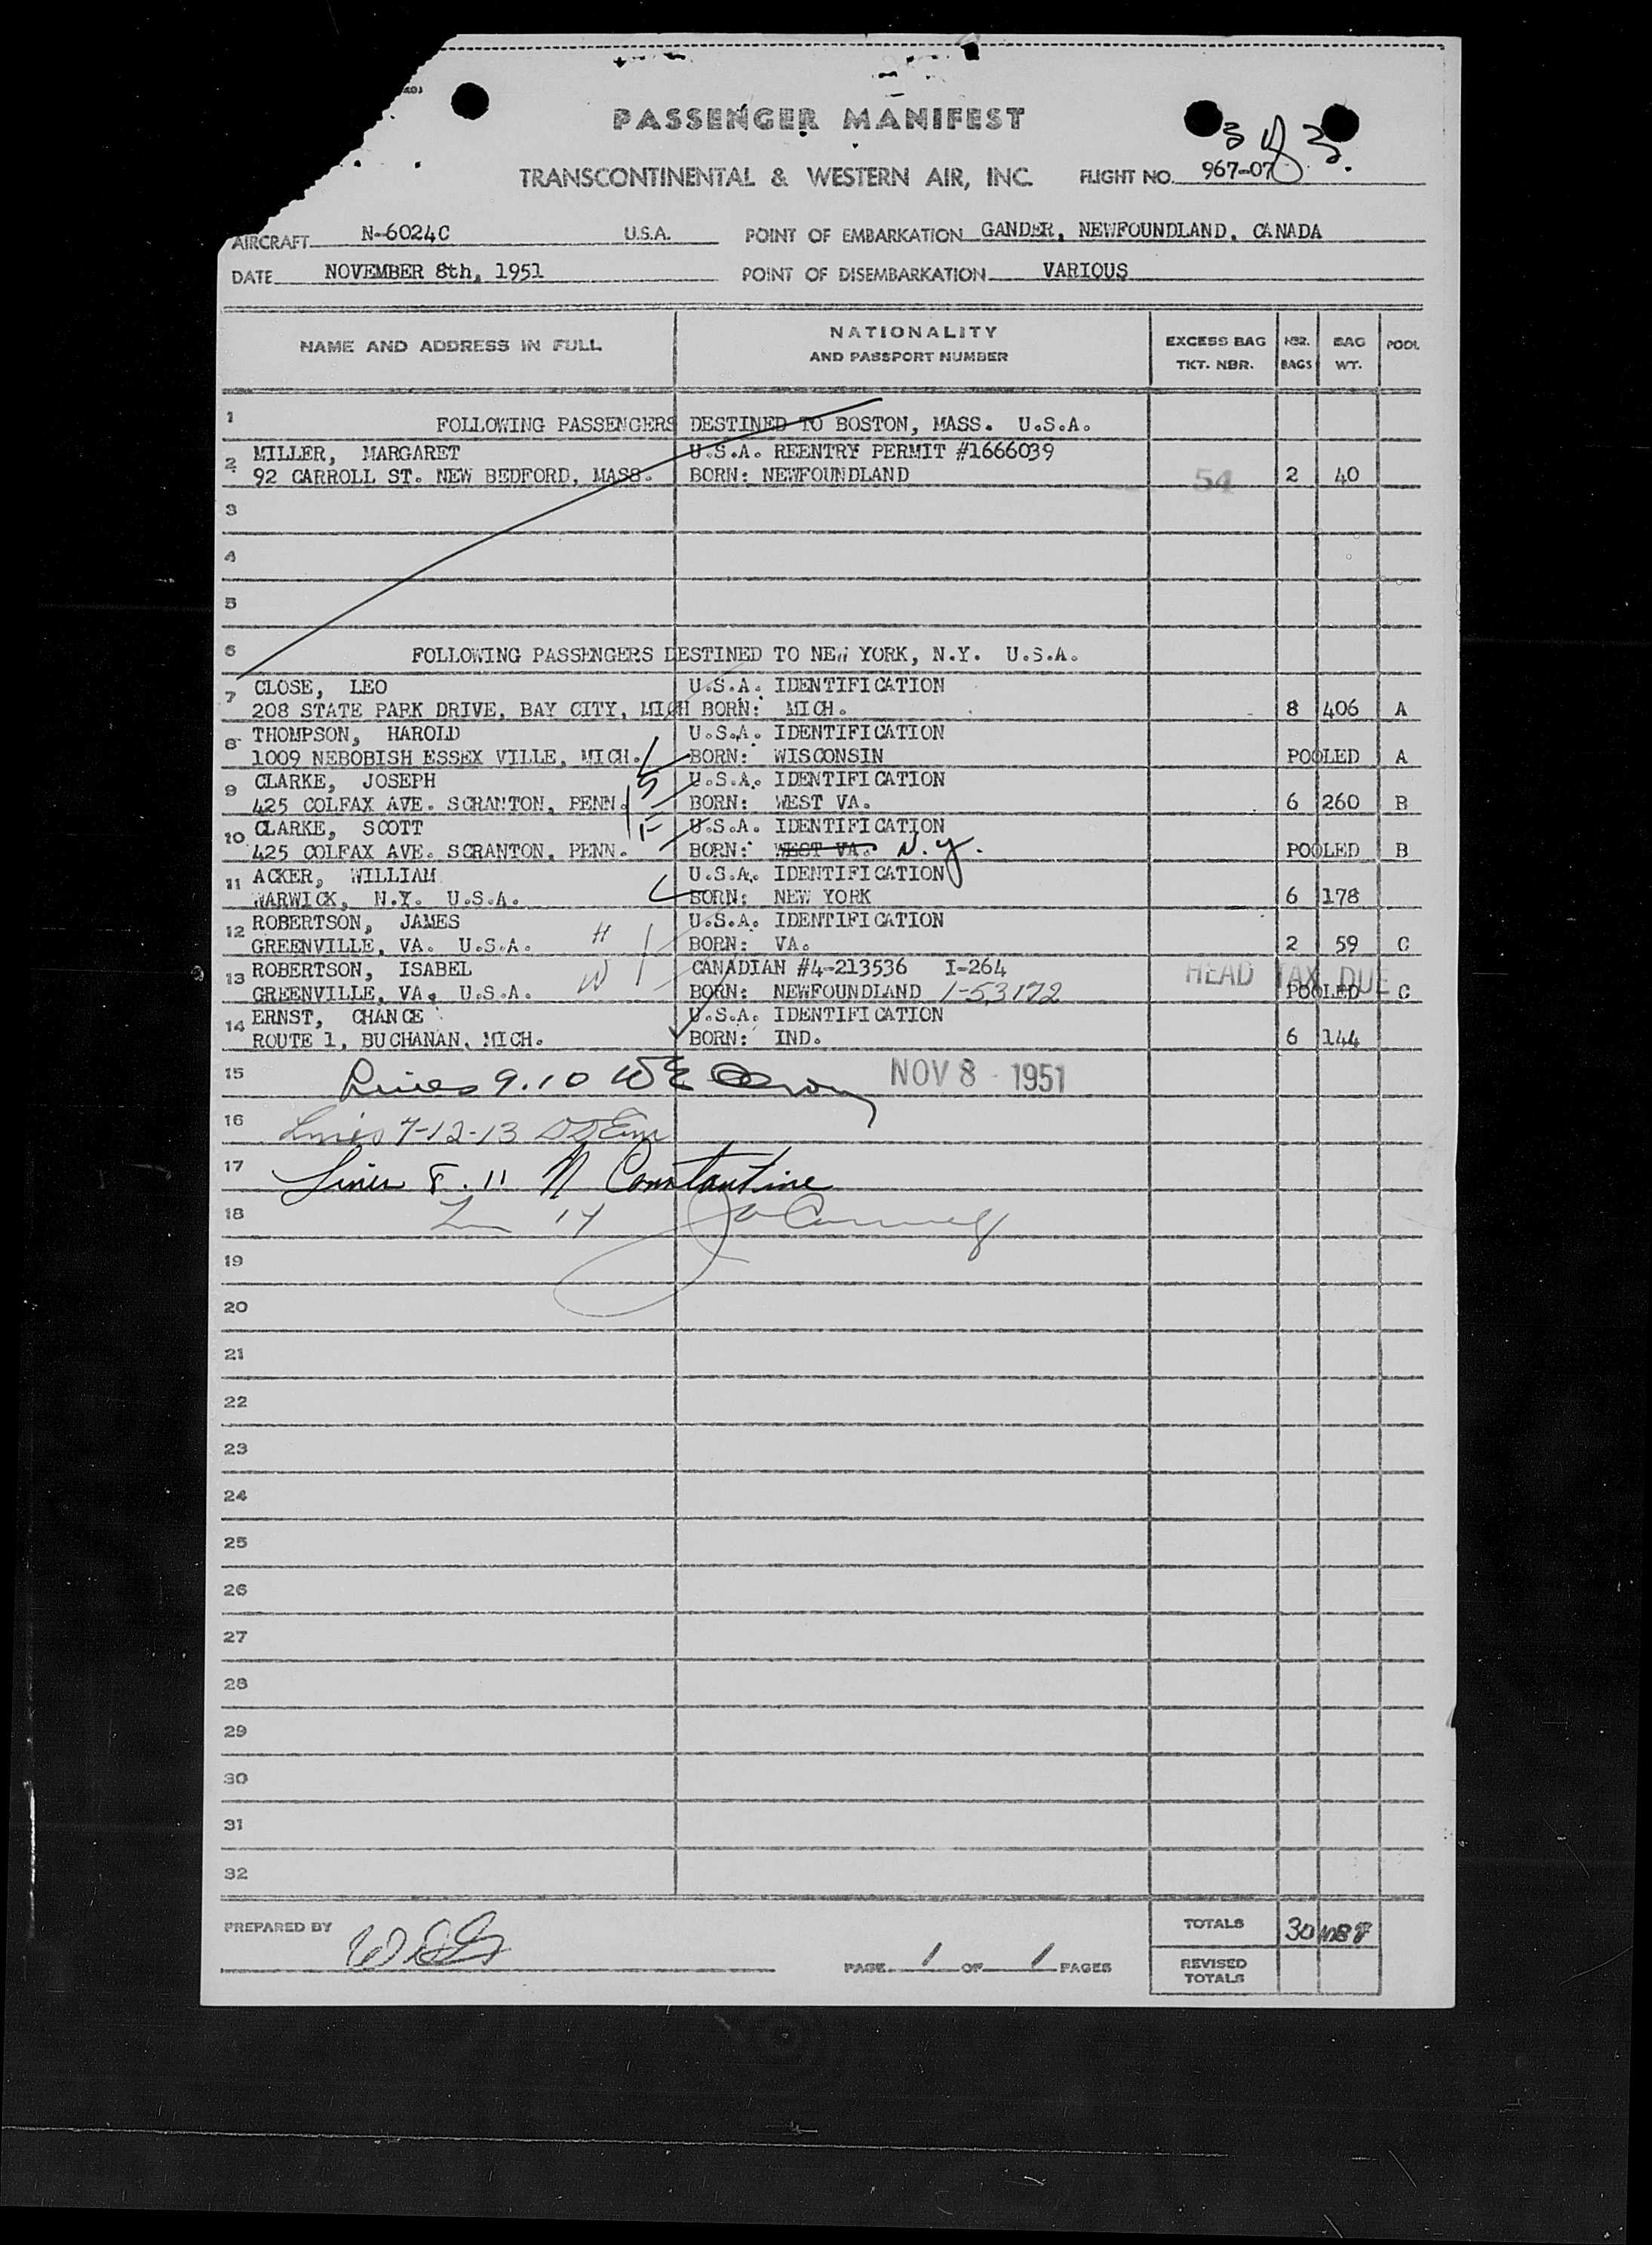 PASSENGER MANIFEST
3 of 3.
TRANSCONTINENTAL & WESTERN AIR, INC. FLIGHT NO. 967-07
AIRCRAFT N-6024C U.S.A. POINT OF EMBARKATION GANDER, NEWFOUNDLAND, CANADA
DATE NOVEMBER 8th, 1951 POINT OF DISEMBARKATION VARIOUS
NAME AND ADDRESS IN FULL NATIONALITY AND PASSPORT NUMBER EXCESS BAG TKT. NBR. NBR. BAGS BAG WT. POOL
1 FOLLOWING PASSENGERS DESTINED TO BOSTON, MASS. U.S.A.
2 MILLER, MARGARET U.S.A. REENTRY PERMIT #1666039
92 CARROLL ST. NEW BEDFORD, MASS. BORN: NEWFOUNDLAND 54 2 40
3
4
5
6 FOLLOWING PASSENGERS DESTINED TO NEW YORK, N.Y. U.S.A.
7 CLOSE, LEO U.S.A. IDENTIFICATION
208 STATE PARK DRIVE, BAY CITY, MICH BORN: MICH. 8 406 A
8 THOMPSON, HAROLD U.S.A. IDENTIFICATION
1009 NEBOBISH ESSEX VILLE, MICH. BORN: WISCONSIN POOLED A
9 CLARKE, JOSEPH S U.S.A. IDENTIFICATION
425 COLFAX AVE. SCRANTON, PENN. BORN: WEST VA. 6 260 B
10 CLARKE, SCOTT F U.S.A. IDENTIFICATION
425 COLFAX AVE. SCRANTON, PENN. BORN: WEST VA. N.Y. POOLED B
11 ACKER, WILLIAM U.S.A. IDENTIFICATION
WARWICK, N.Y. U.S.A. BORN: NEW YORK 6 178
12 ROBERTSON, JAMES U.S.A. IDENTIFICATION
GREENVILLE, VA. U.S.A. H BORN: VA. 2 59 C
13 ROBERTSON, ISABEL CANADIAN #4-213536 I-264 HEAD TAX DUE
GREENVILLE, VA. U.S.A. W BORN: NEWFOUNDLAND 1-53172 POOLED C
14 ERNST, CHANCE U.S.A. IDENTIFICATION
ROUTE 1, BUCHANAN, MICH. BORN: IND. 6 144
15 Lines 9.10 NOV 8 - 1951
16 Lines 7-12-13
17 Lines 8.11 N Constantine
18 14
19
20
21
22
23
24
25
26
27
28
29
30
31
32
PREPARED BY PAGE 1 OF 1 PAGES TOTALS 30 1087
REVISED TOTALS